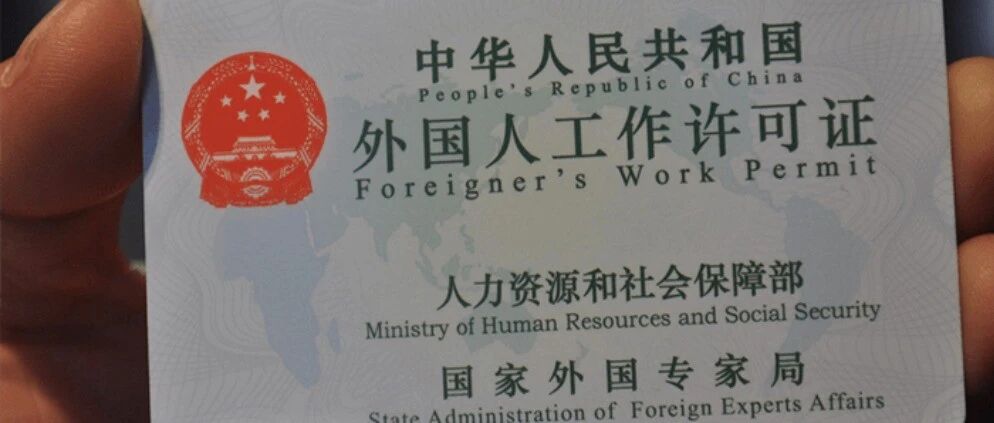 中华人民共和国
People's Republic of China
外国人工作许可证
Foreigner's Work Permit
人力资源和社会保障部
Ministry of Human Resources and Social Security
国家外国专家局
State Administration of Foreign Experts Affairs